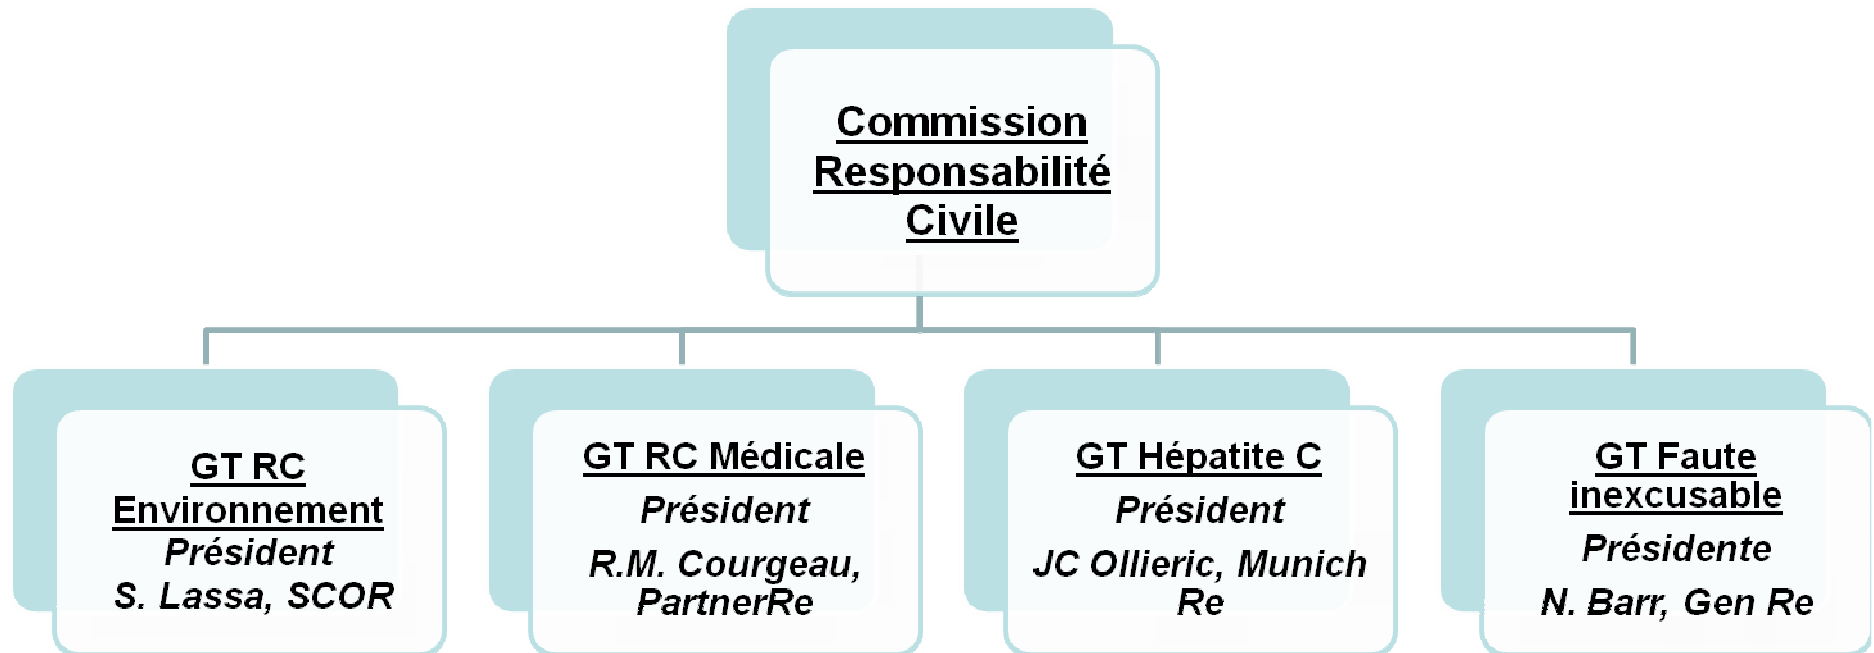 Commission
Responsabilité
Civile
GT RC
Environnement
Président
S. Lassa, SCOR
GT RC Médicale
Président
R.M. Courgeau,
PartnerRe
GT Hépatite C
Président
JC Ollieric, Munich
Re
GT Faute
inexcusable
Présidente
N. Barr, Gen Re